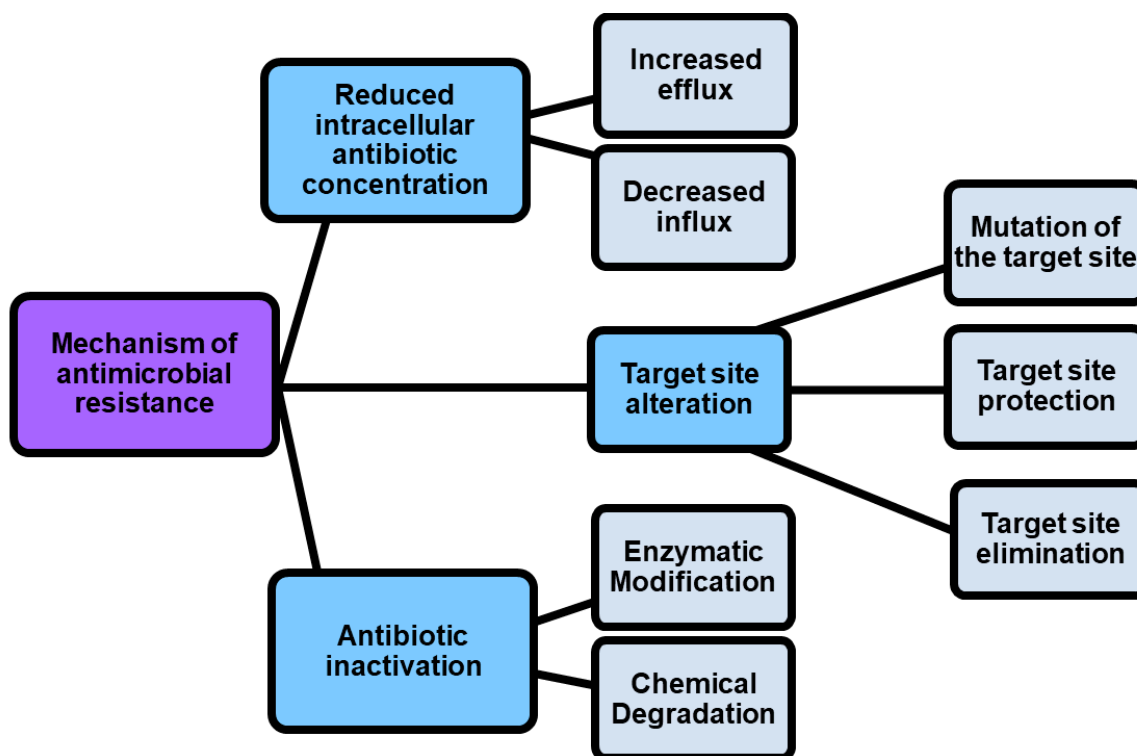 Mechanism of
antimicrobial
resistance
Reduced
intracellular
antibiotic
concentration
Increased
efflux
Decreased
influx
Target site
alteration
Mutation of
the target site
Target site
protection
Target site
elimination
Antibiotic
inactivation
Enzymatic
Modification
Chemical
Degradation